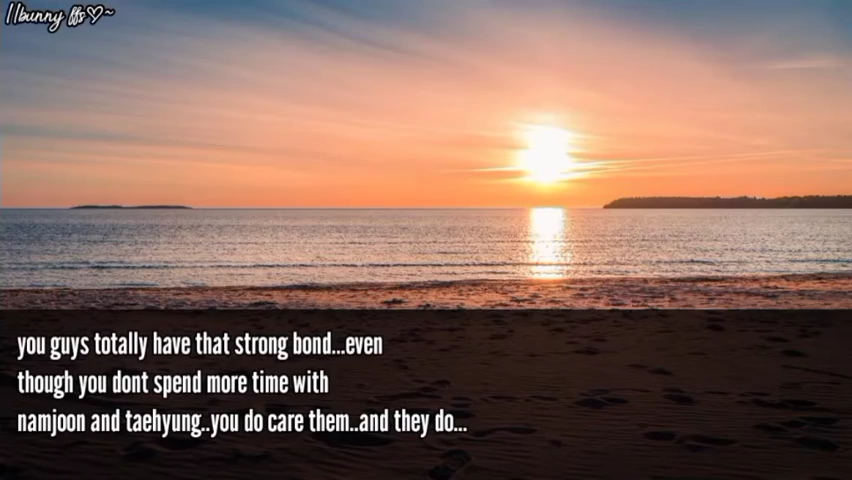 llbunny ffs♡~
you guys totally have that strong bond...even
though you dont spend more time with
namjoon and taehyung..you do care them..and they do...